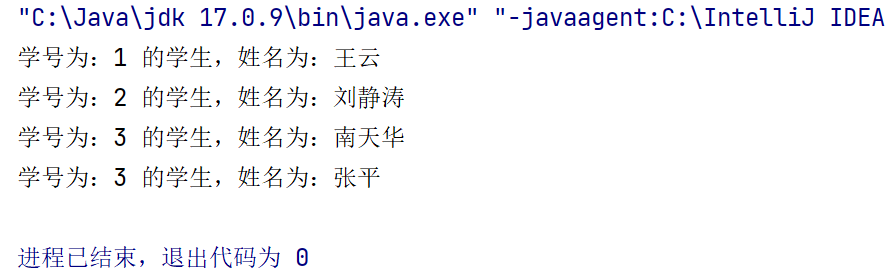 "C:\Java\jdk 17.0.9\bin\java.exe" "-javaagent:C:\IntelliJ IDEA
学号为：1 的学生，姓名为：王云
学号为：2 的学生，姓名为：刘静涛
学号为：3 的学生，姓名为：南天华
学号为：3 的学生，姓名为：张平
进程已结束，退出代码为 0